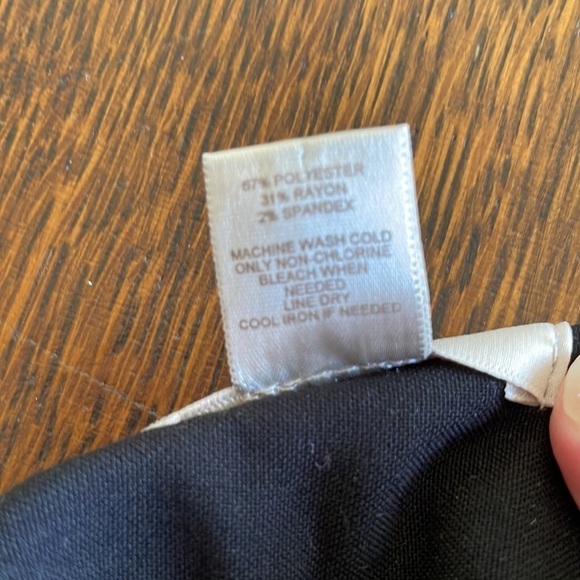 67% POLYESTER
31% RAYON
2% SPANDEX
MACHINE WASH COLD
ONLY NON-CHLORINE
BLEACH WHEN
NEEDED
LINE DRY
COOL IRON IF NEEDED